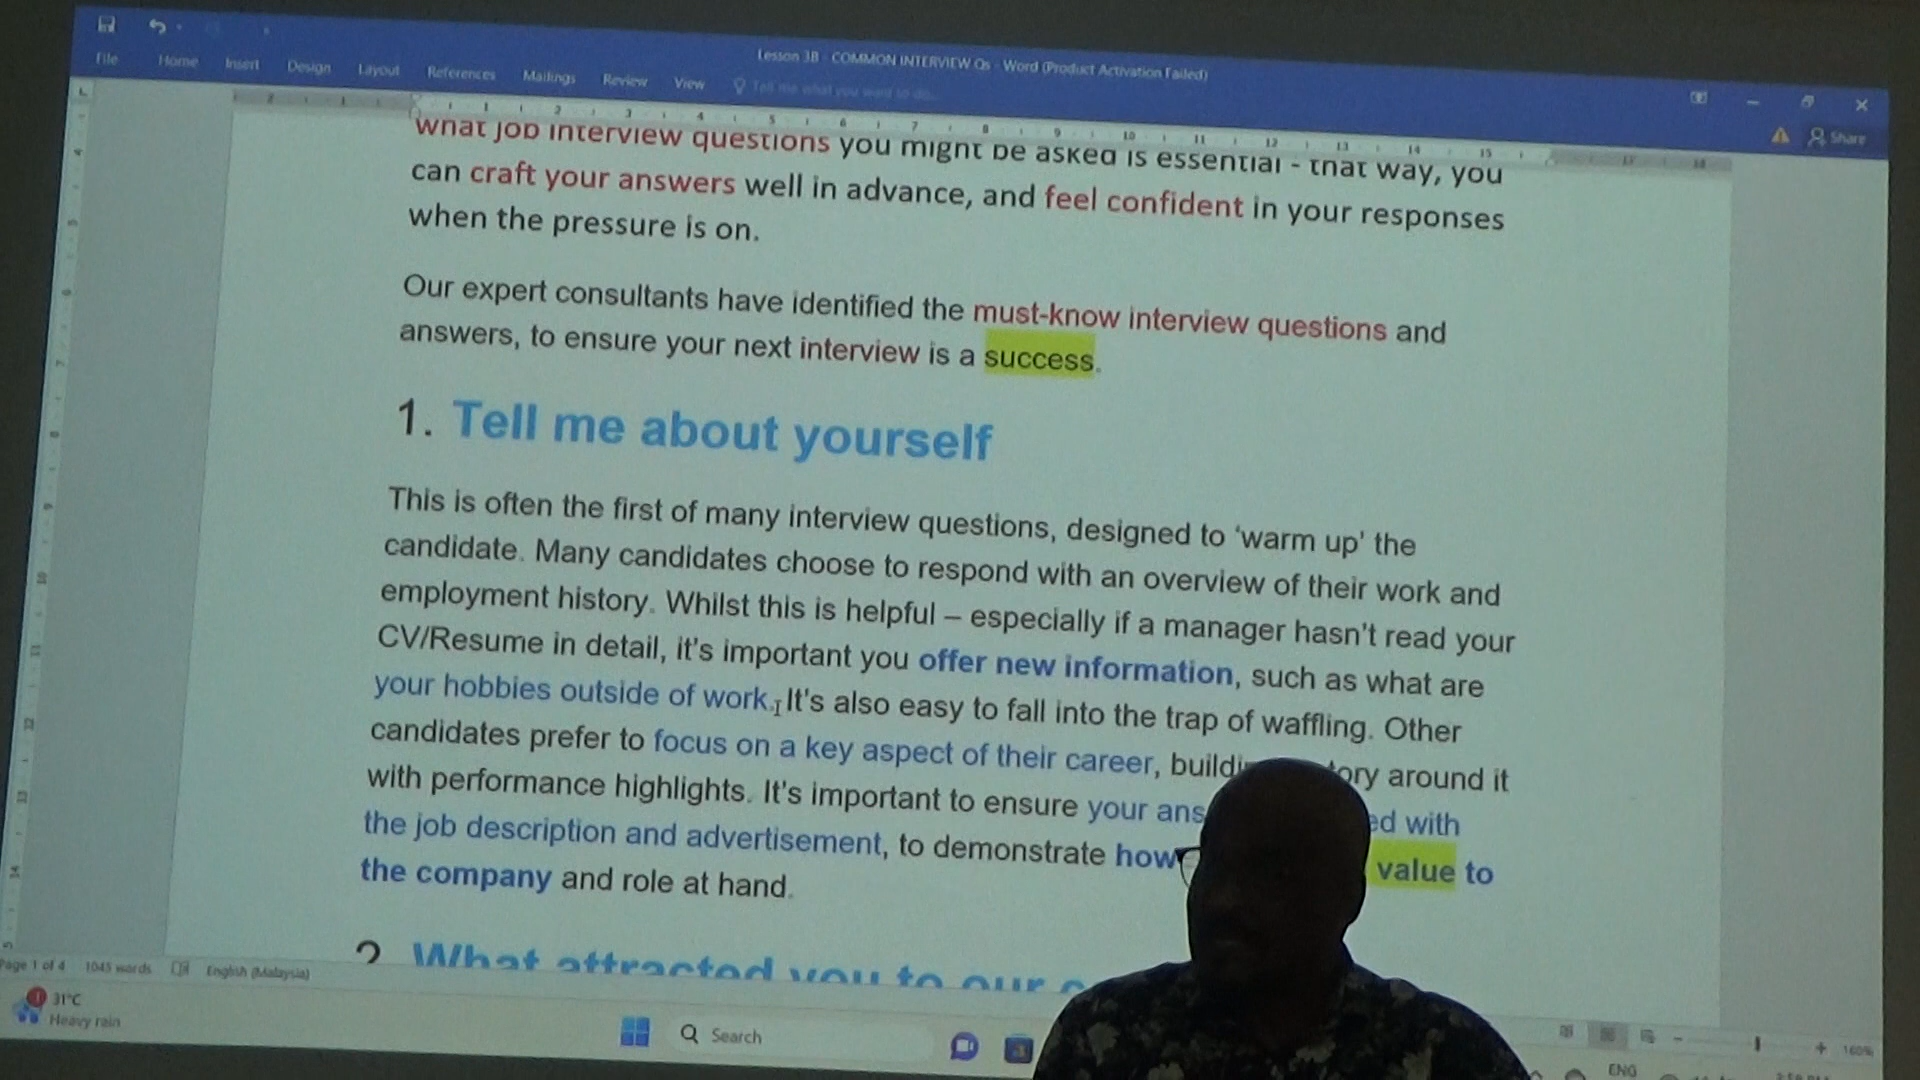 Lesson 3B - COMMON INTERVIEW Qs - Word (Product Activation Failed)
File Home Insert Design Layout References Mailings Review View Tell me what you want to do...
Share
what job interview questions you might be asked is essential - that way, you
can craft your answers well in advance, and feel confident in your responses
when the pressure is on.
Our expert consultants have identified the must-know interview questions and
answers, to ensure your next interview is a success.
1. Tell me about yourself
This is often the first of many interview questions, designed to ‘warm up’ the
candidate. Many candidates choose to respond with an overview of their work and
employment history. Whilst this is helpful – especially if a manager hasn't read your
CV/Resume in detail, it's important you offer new information, such as what are
your hobbies outside of work. It's also easy to fall into the trap of waffling. Other
candidates prefer to focus on a key aspect of their career, buildi ory around it
with performance highlights. It's important to ensure your ans ed with
the job description and advertisement, to demonstrate how value to
the company and role at hand.
2 What attracted you to our
Page 1 of 4 1045 words English (Malaysia)
160%
31°C
Heavy rain
Search
ENG